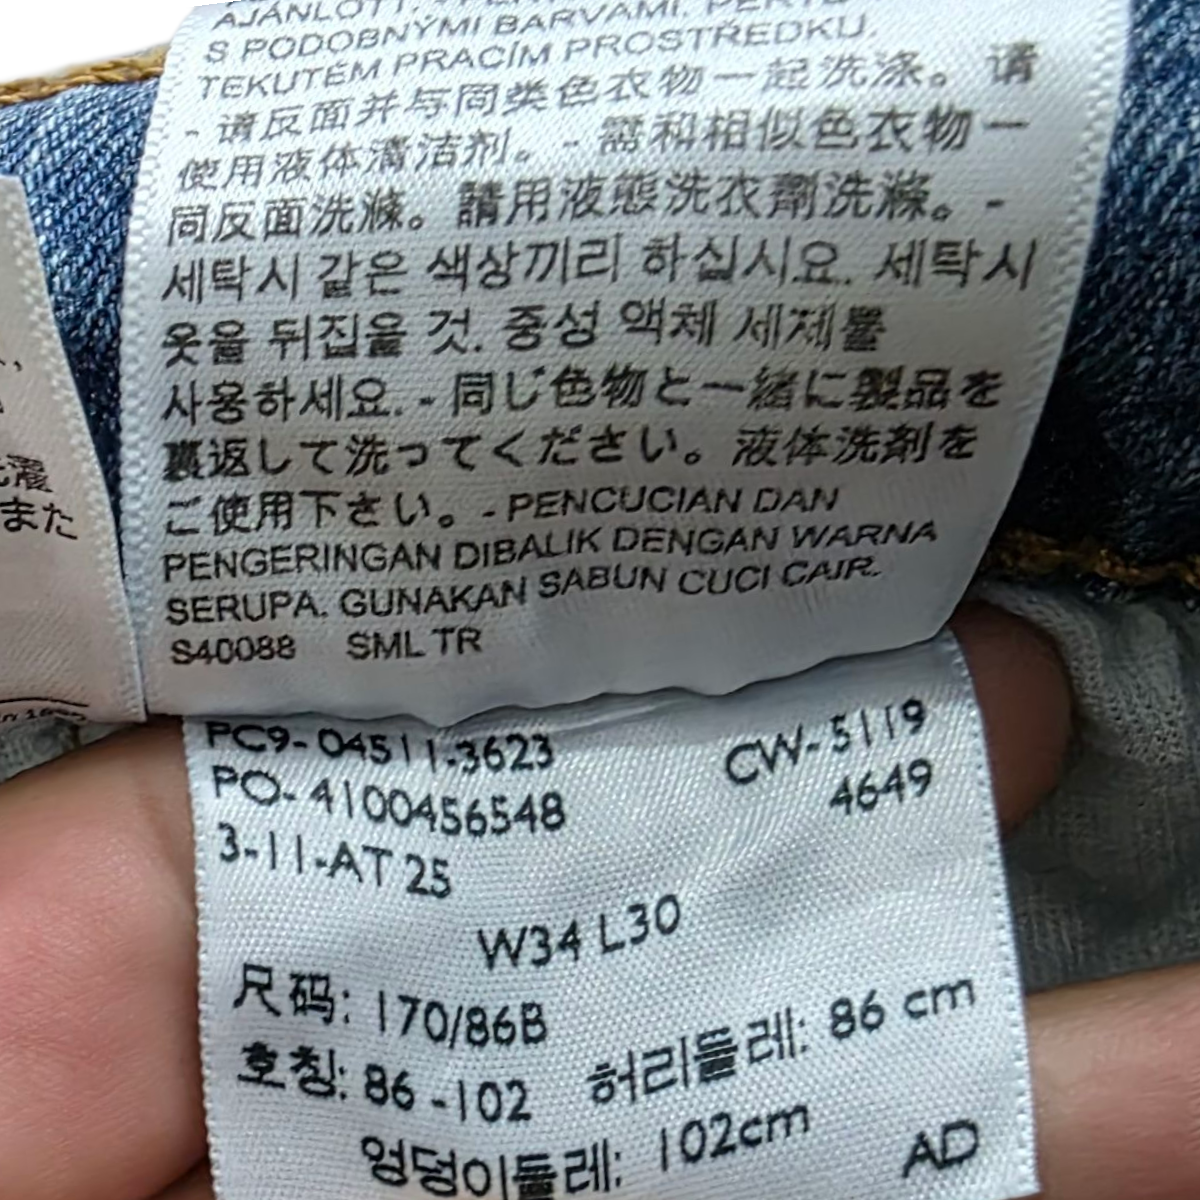 S PODOBNÝMI BARVAMI. PERTE
TEKUTÉM PRACÍM PROSTŘEDKU.
- 请反面并与同类色衣物一起洗涤。 请
使用液体清洁剂。- 需和相似色衣物一
同反面洗滌。請用液態洗衣劑洗滌。-
세탁시 같은 색상끼리 하십시요. 세탁시
옷을 뒤집을 것. 중성 액체 세제를
사용하세요. - 同じ色物と一緒に製品を
裏返して洗ってください。液体洗剤を
ご使用下さい。- PENCUCIAN DAN
PENGERINGAN DIBALIK DENGAN WARNA
SERUPA. GUNAKAN SABUN CUCI CAIR.
S40088 SML TR
また
PC9-04511-3623 CW-5119
PO-4100456548 4649
3-11-AT 25
W34 L30
尺码: 170/86B
호칭: 86-102 허리둘레: 86 cm
엉덩이둘레: 102cm AD